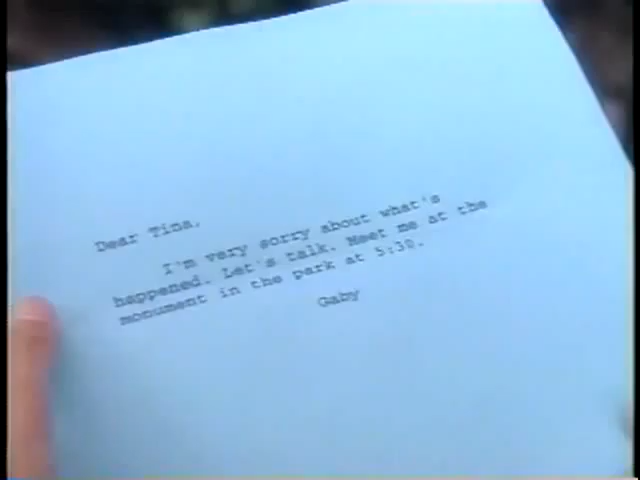 Dear Tina,
I'm very sorry about what's
happened. Let's talk. Meet me at the
monument in the park at 5:30.
Gaby